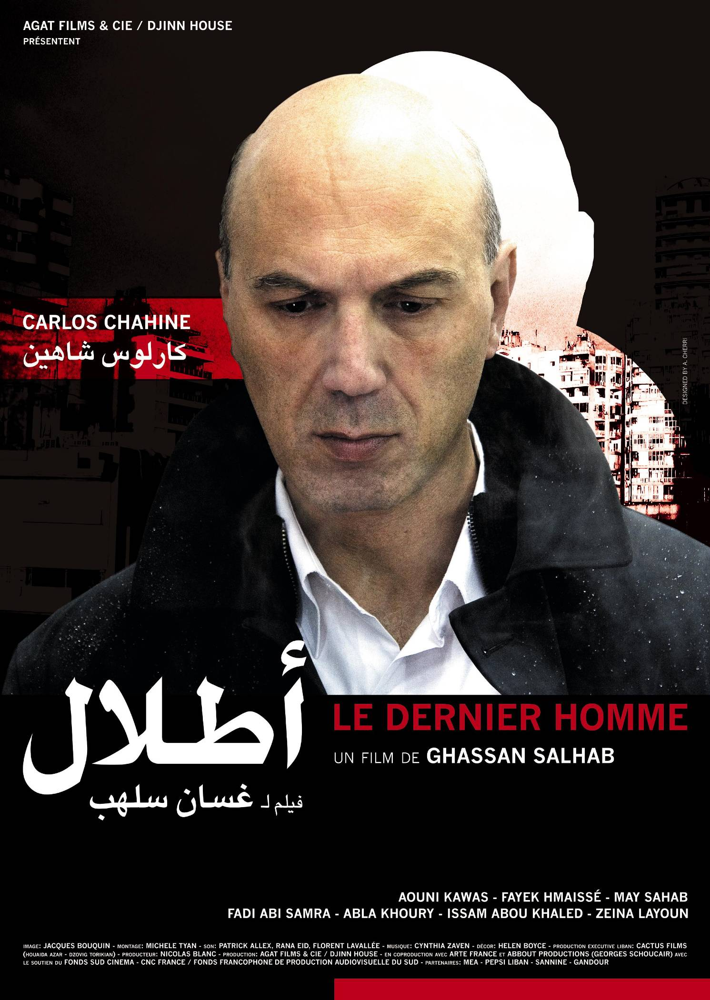 AGAT FILMS & CIE / DJINN HOUSE
PRÉSENTENT
CARLOS CHAHINE
كارلوس شاهين
DESIGNED BY A. CHERRI
أطلال
فيلم لـ غسان سلهب
LE DERNIER HOMME
UN FILM DE GHASSAN SALHAB
AOUNI KAWAS - FAYEK HMAISSÉ - MAY SAHAB
FADI ABI SAMRA - ABLA KHOURY - ISSAM ABOU KHALED - ZEINA LAYOUN
IMAGE: JACQUES BOUQUIN - MONTAGE: MICHELE TYAN - SON: PATRICK ALLEX, RANA EID, FLORENT LAVALLÉE - MUSIQUE: CYNTHIA ZAVEN - DÉCOR: HELEN BOYCE - PRODUCTION EXECUTIVE LIBAN: CACTUS FILMS
(HOUAIDA AZAR - DZOVIG TORIKIAN) - PRODUCTEUR: NICOLAS BLANC - PRODUCTION: AGAT FILMS & CIE / DJINN HOUSE - EN COPRODUCTION AVEC ARTE FRANCE ET ABBOUT PRODUCTIONS (GEORGES SCHOUCAIR) AVEC
LE SOUTIEN DU FONDS SUD CINEMA - CNC FRANCE / FONDS FRANCOPHONE DE PRODUCTION AUDIOVISUELLE DU SUD - PARTENAIRES: MEA - PEPSI LIBAN - SANNINE - GANDOUR